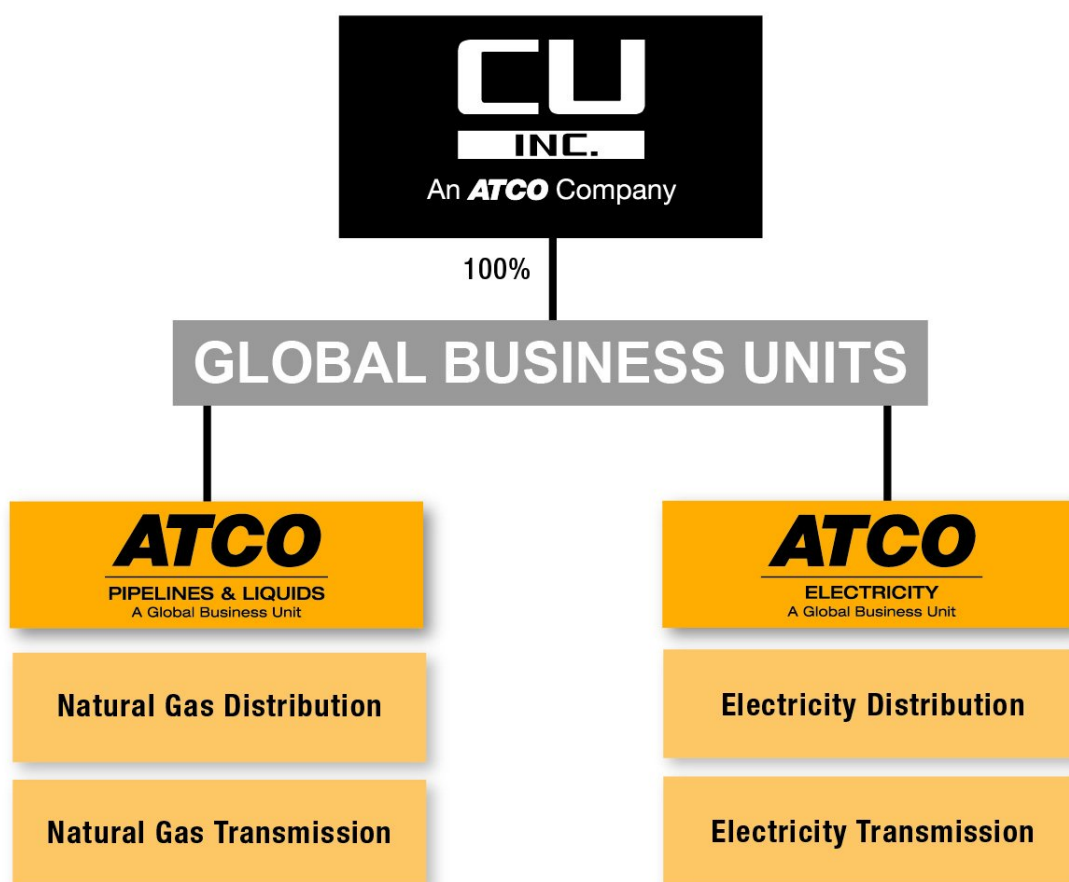 CU
INC.
An ATCO Company
100%
GLOBAL BUSINESS UNITS
ATCO
PIPELINES & LIQUIDS
A Global Business Unit
Natural Gas Distribution
Natural Gas Transmission
ATCO
ELECTRICITY
A Global Business Unit
Electricity Distribution
Electricity Transmission